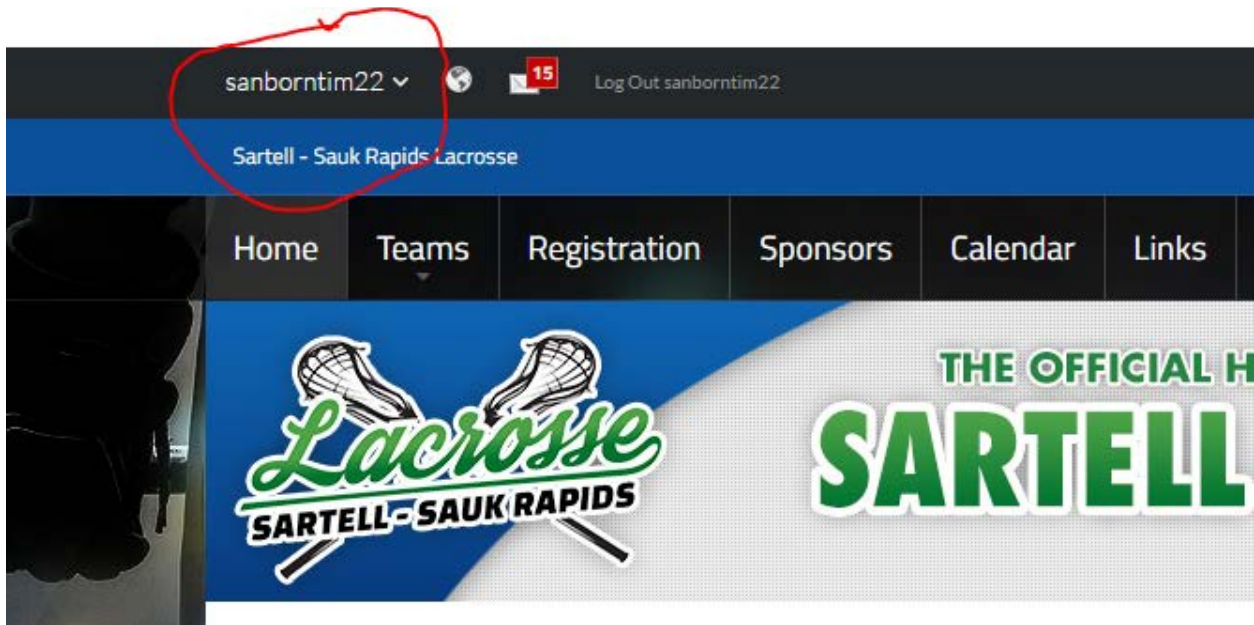 sanborntim22 15 Log Out sanborntim22
Sartell - Sauk Rapids Lacrosse
Home Teams Registration Sponsors Calendar Links
THE OFFICIAL H
SARTELL
Lacrosse
SARTELL - SAUK RAPIDS